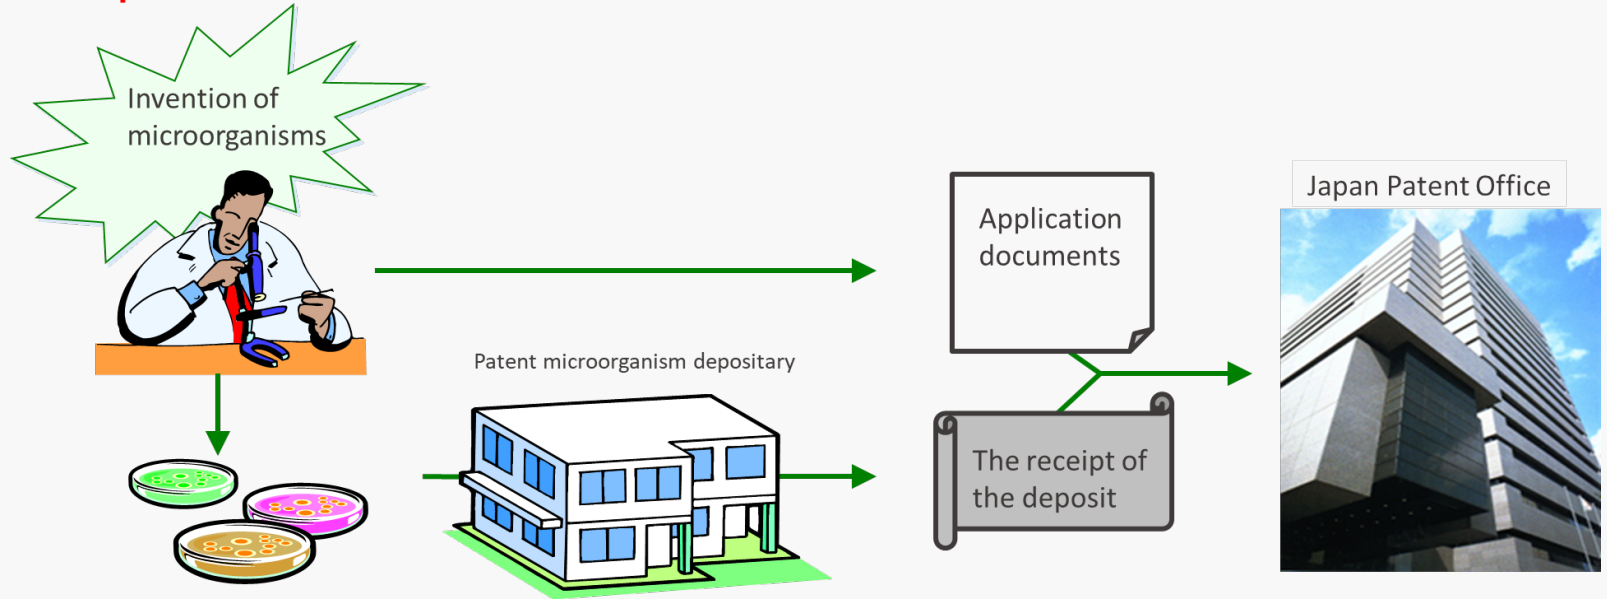 Invention of
microorganisms
Application
documents
Japan Patent Office
Patent microorganism depositary
The receipt of
the deposit